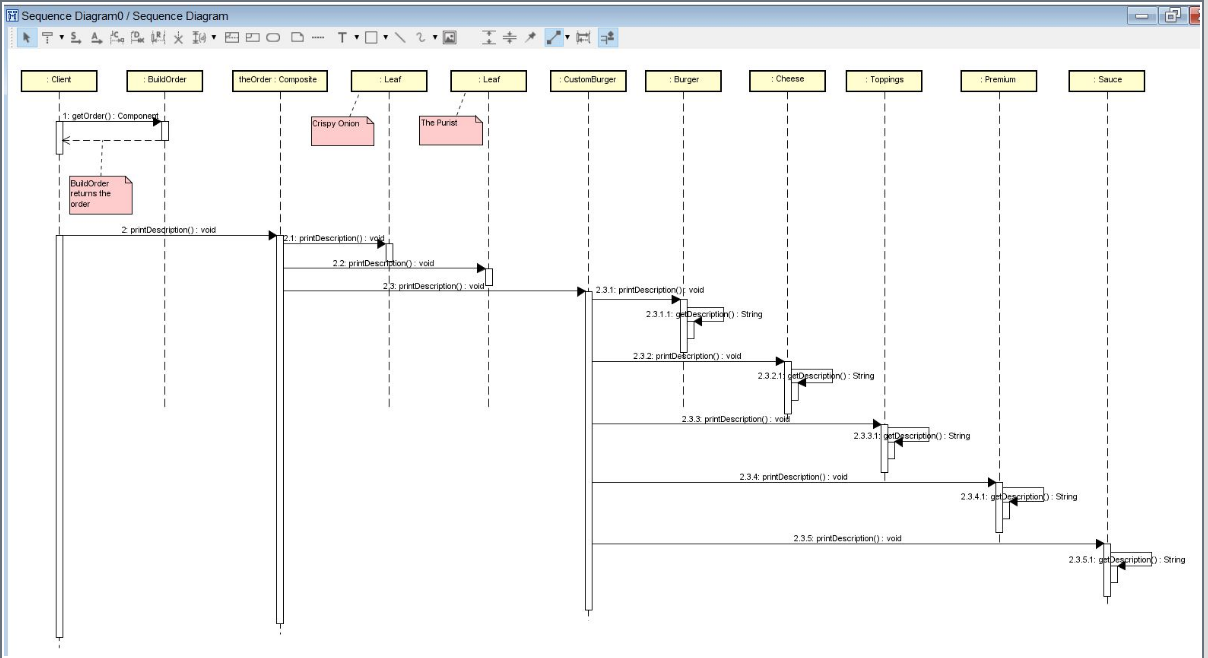 Sequence Diagram0 / Sequence Diagram
: Client
: BuildOrder
theOrder : Composite
: Leaf
: Leaf
: CustomBurger
: Burger
: Cheese
: Toppings
: Premium
: Sauce
1: getOrder() : Component
Crispy Onion
The Purist
BuildOrder
returns the
order
2: printDescription() : void
2.1: printDescription() : void
2.2: printDescription() : void
2.3: printDescription() : void
2.3.1: printDescription() : void
2.3.1.1: getDescription() : String
2.3.2: printDescription() : void
2.3.2.1: getDescription() : String
2.3.3: printDescription() : void
2.3.3.1: getDescription() : String
2.3.4: printDescription() : void
2.3.4.1: getDescription() : String
2.3.5: printDescription() : void
2.3.5.1: getDescription() : String